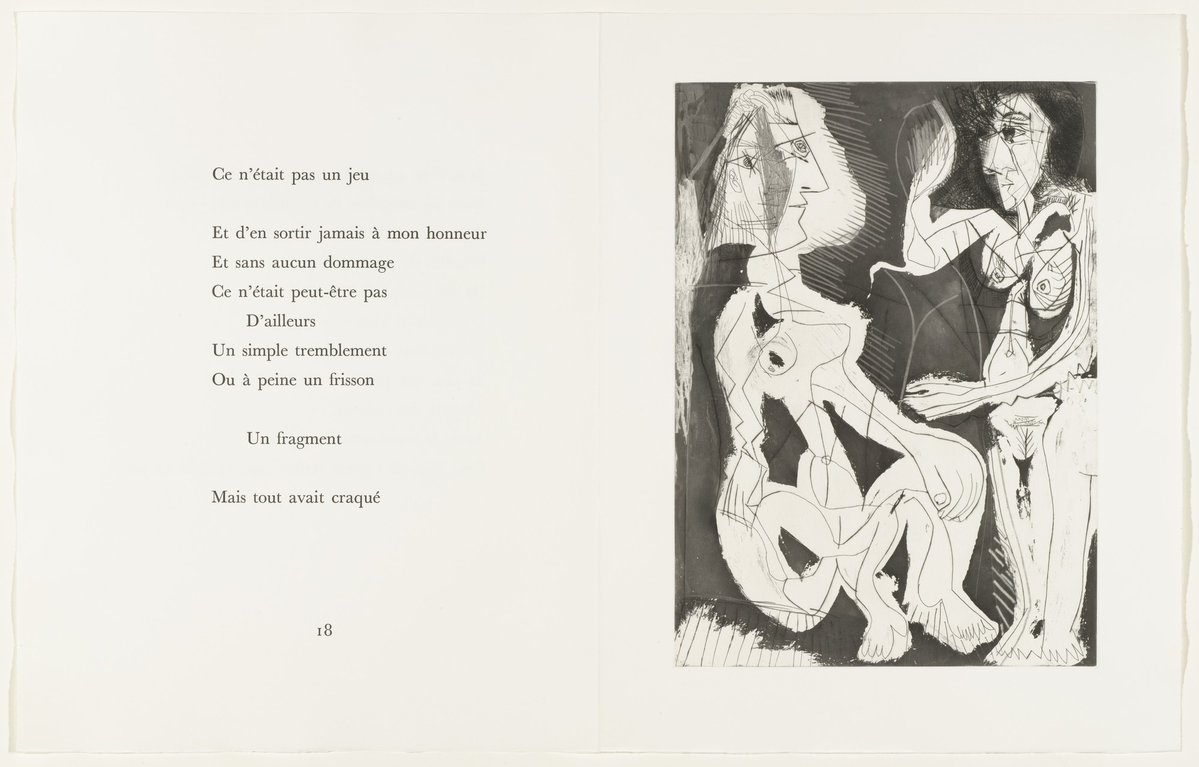 Ce n’était pas un jeu
Et d’en sortir jamais à mon honneur
Et sans aucun dommage
Ce n’était peut-être pas
D’ailleurs
Un simple tremblement
Ou à peine un frisson
Un fragment
Mais tout avait craqué
18